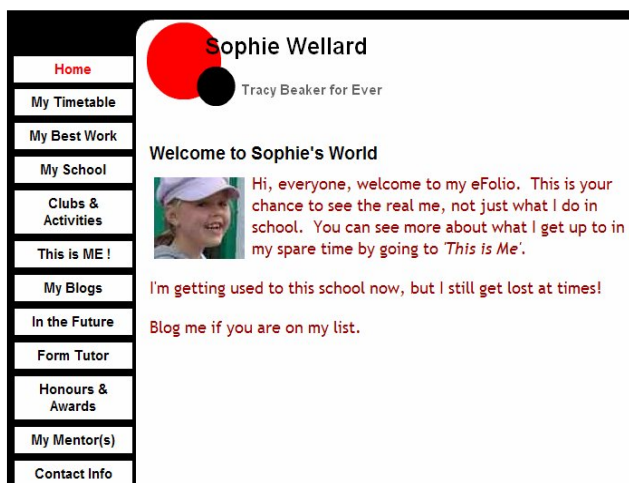 Sophie Wellard
Tracy Beaker for Ever
Home
My Timetable
My Best Work
My School
Clubs &
Activities
This is ME !
My Blogs
In the Future
Form Tutor
Honours &
Awards
My Mentor(s)
Contact Info
Welcome to Sophie's World
Hi, everyone, welcome to my eFolio. This is your
chance to see the real me, not just what I do in
school. You can see more about what I get up to in
my spare time by going to 'This is Me'.
I'm getting used to this school now, but I still get lost at times!
Blog me if you are on my list.